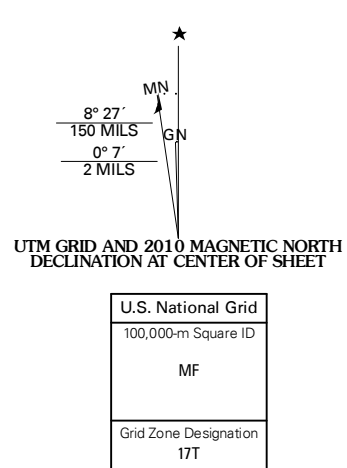 ★
MN
8° 27´
150 MILS
GN
0° 7´
2 MILS
UTM GRID AND 2010 MAGNETIC NORTH
DECLINATION AT CENTER OF SHEET
U.S. National Grid
100,000-m Square ID
MF
Grid Zone Designation
17T